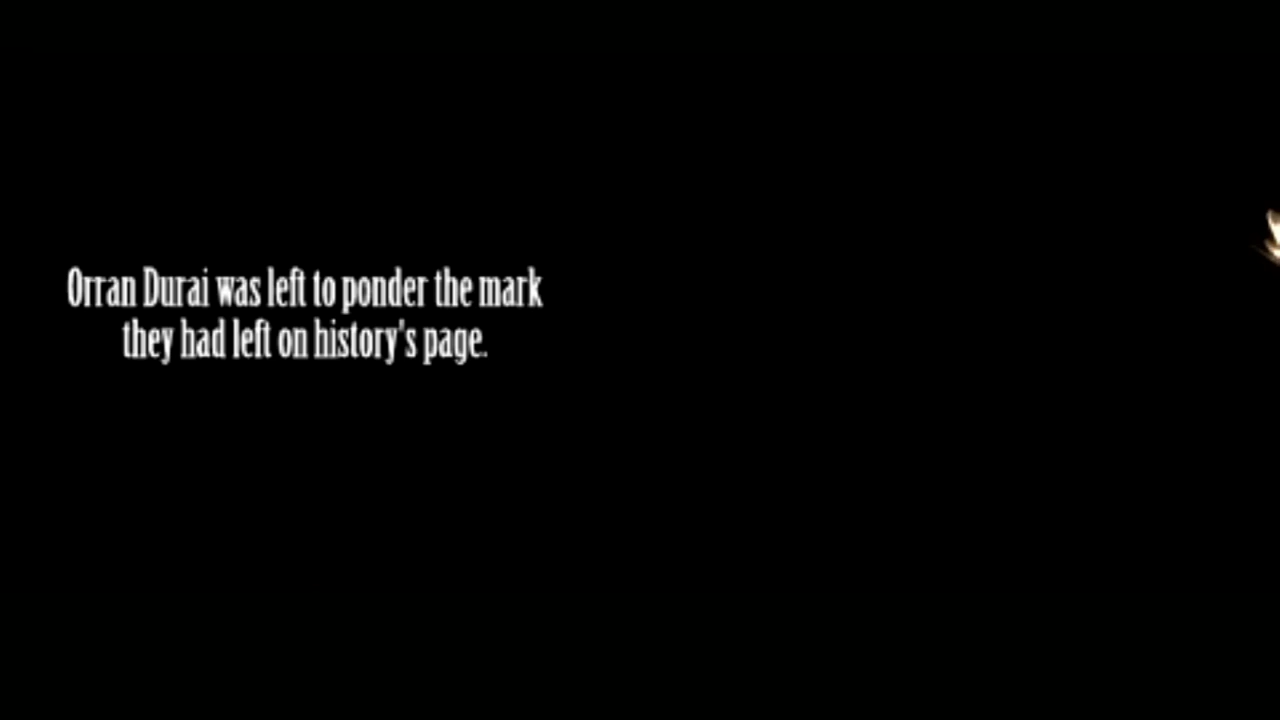 Orran Durai was left to ponder the mark
they had left on history's page.